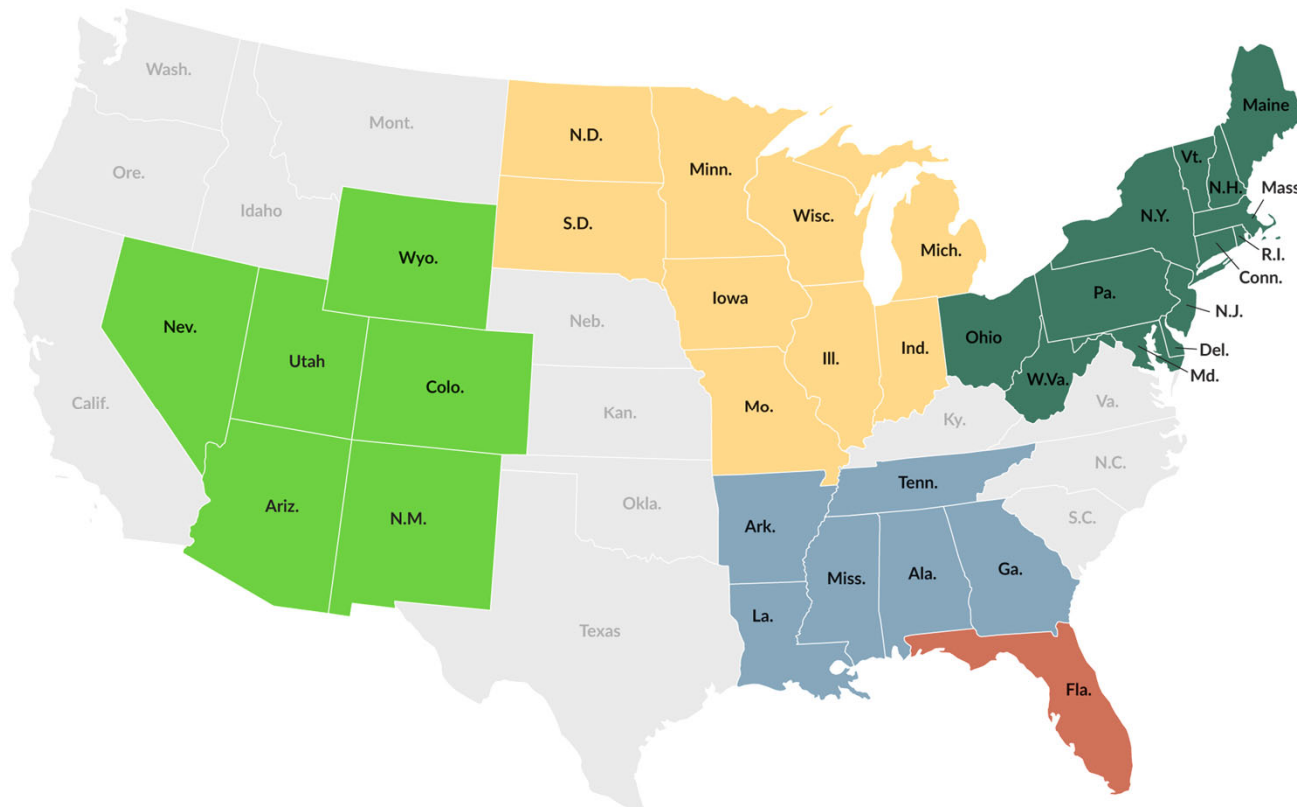 Wash.
Mont.
Ore.
Idaho
N.D.
Minn.
S.D.
Wisc.
Mich.
Maine
Vt.
N.H.
Mass
N.Y.
R.I.
Conn.
Wyo.
Nev.
Utah
Colo.
Calif.
Neb.
Iowa
Kan.
Mo.
Ill.
Ind.
Ohio
Pa.
N.J.
Del.
Md.
W.Va.
Va.
Ky.
N.C.
S.C.
Tenn.
Ariz.
N.M.
Okla.
Ark.
Texas
La.
Miss.
Ala.
Ga.
Fla.